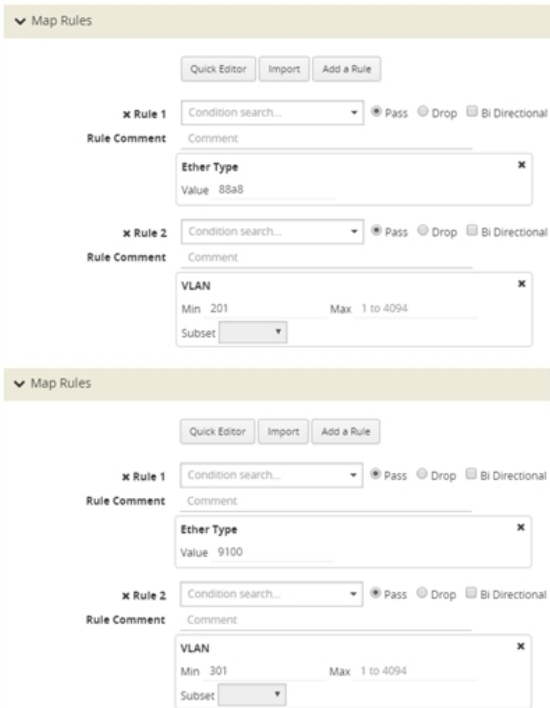 Map Rules
Quick Editor Import Add a Rule
× Rule 1 Condition search... Pass Drop Bi Directional
Rule Comment Comment
Ether Type ×
Value 88a8
× Rule 2 Condition search... Pass Drop Bi Directional
Rule Comment Comment
VLAN ×
Min 201 Max 1 to 4094
Subset
Map Rules
Quick Editor Import Add a Rule
× Rule 1 Condition search... Pass Drop Bi Directional
Rule Comment Comment
Ether Type ×
Value 9100
× Rule 2 Condition search... Pass Drop Bi Directional
Rule Comment Comment
VLAN ×
Min 301 Max 1 to 4094
Subset